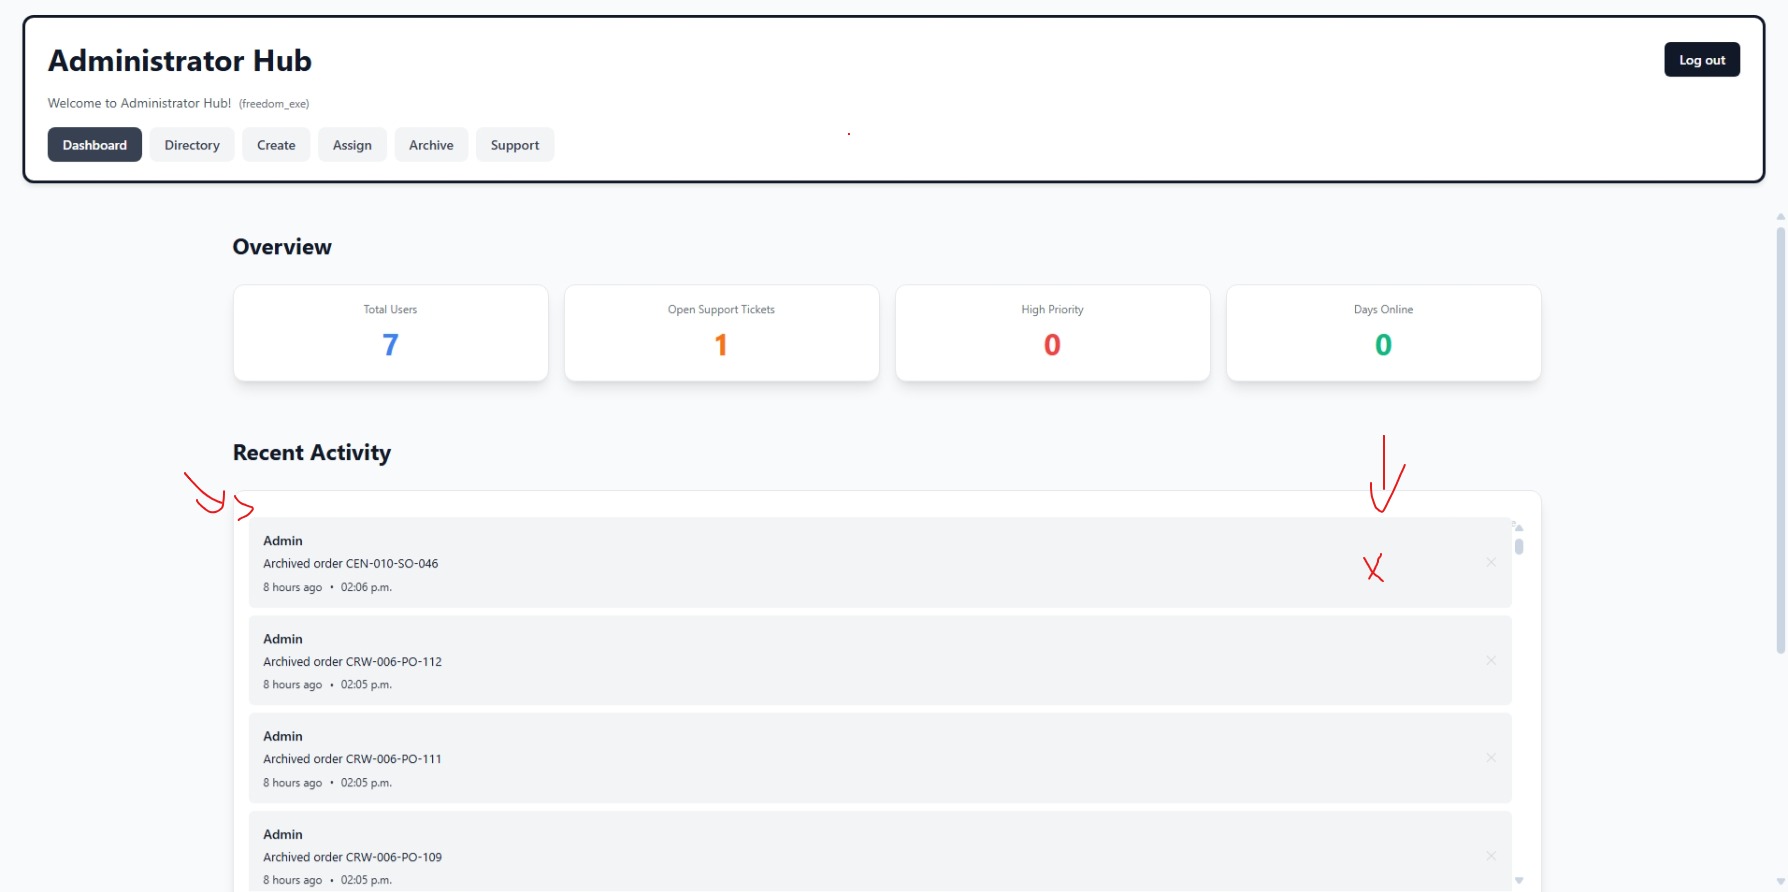 Administrator Hub
Log out
Welcome to Administrator Hub! (freedom_exe)
Dashboard Directory Create Assign Archive Support
Overview
Total Users Open Support Tickets High Priority Days Online
7 1 0 0
Recent Activity
Admin
Archived order CEN-010-SO-046
8 hours ago • 02:06 p.m.
Admin
Archived order CRW-006-PO-112
8 hours ago • 02:05 p.m.
Admin
Archived order CRW-006-PO-111
8 hours ago • 02:05 p.m.
Admin
Archived order CRW-006-PO-109
8 hours ago • 02:05 p.m.